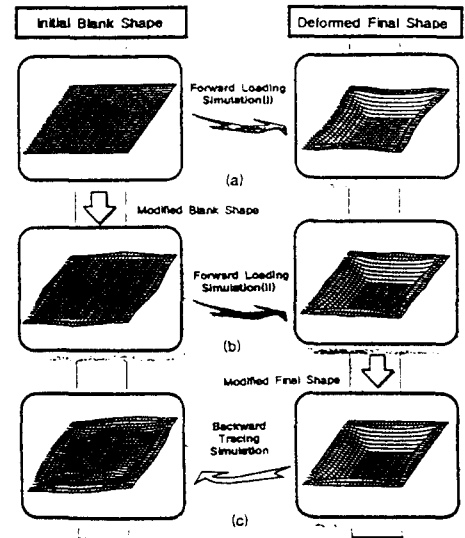 Initial Blank Shape
Deformed Final Shape
Forward Loading
Simulation(I)
(a)
Modified Blank Shape
Forward Loading
Simulation(II)
(b)
Modified Final Shape
Backward
Tracing
Simulation
(c)